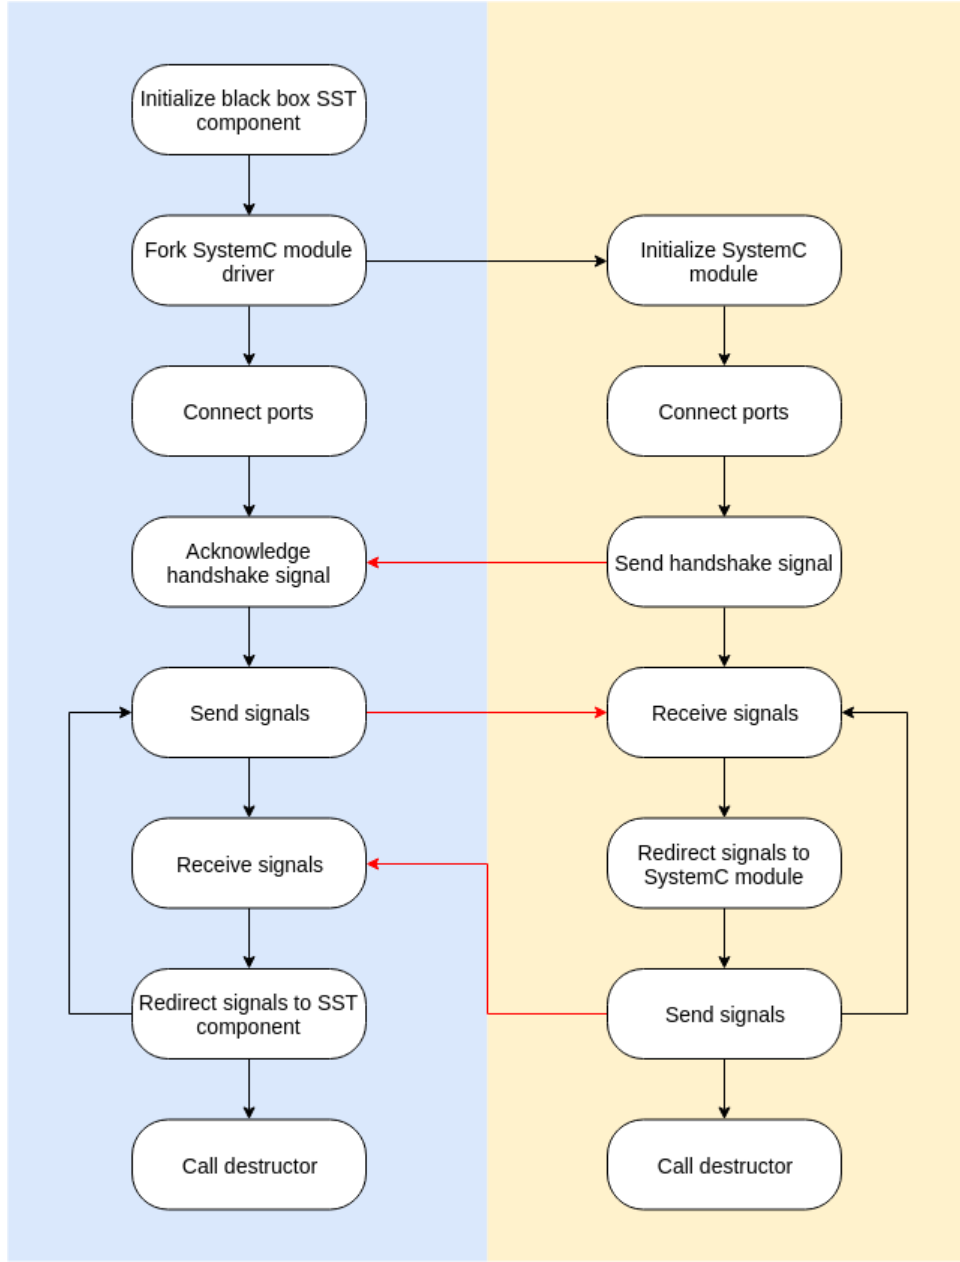 Initialize black box SST
component
Fork SystemC module
driver
Initialize SystemC
module
Connect ports
Connect ports
Acknowledge
handshake signal
Send handshake signal
Send signals
Receive signals
Receive signals
Redirect signals to
SystemC module
Redirect signals to SST
component
Send signals
Call destructor
Call destructor